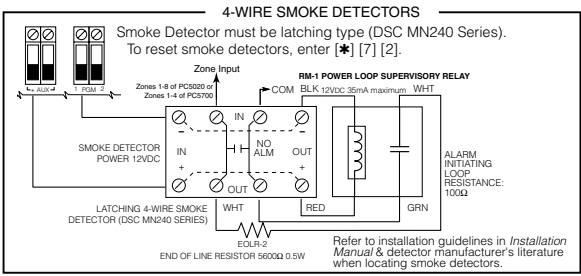 4-WIRE SMOKE DETECTORS
Smoke Detector must be latching type (DSC MN240 Series).
To reset smoke detectors, enter [✱] [7] [2].
Zone Input
Zones 1-8 of PC5020 or
Zones 1-4 of PC5700
COM
RM-1 POWER LOOP SUPERVISORY RELAY
BLK 12VDC 35mA maximum WHT
+ AUX -
1 PGM 2
SMOKE DETECTOR
POWER 12VDC
IN
- -
IN
NO
ALM
OUT
+ +
OUT
ALARM
INITIATING
LOOP
RESISTANCE:
100Ω
LATCHING 4-WIRE SMOKE
DETECTOR (DSC MN240 SERIES)
WHT
RED
GRN
EOLR-2
END OF LINE RESISTOR 5600Ω 0.5W
Refer to installation guidelines in Installation
Manual & detector manufacturer's literature
when locating smoke detectors.